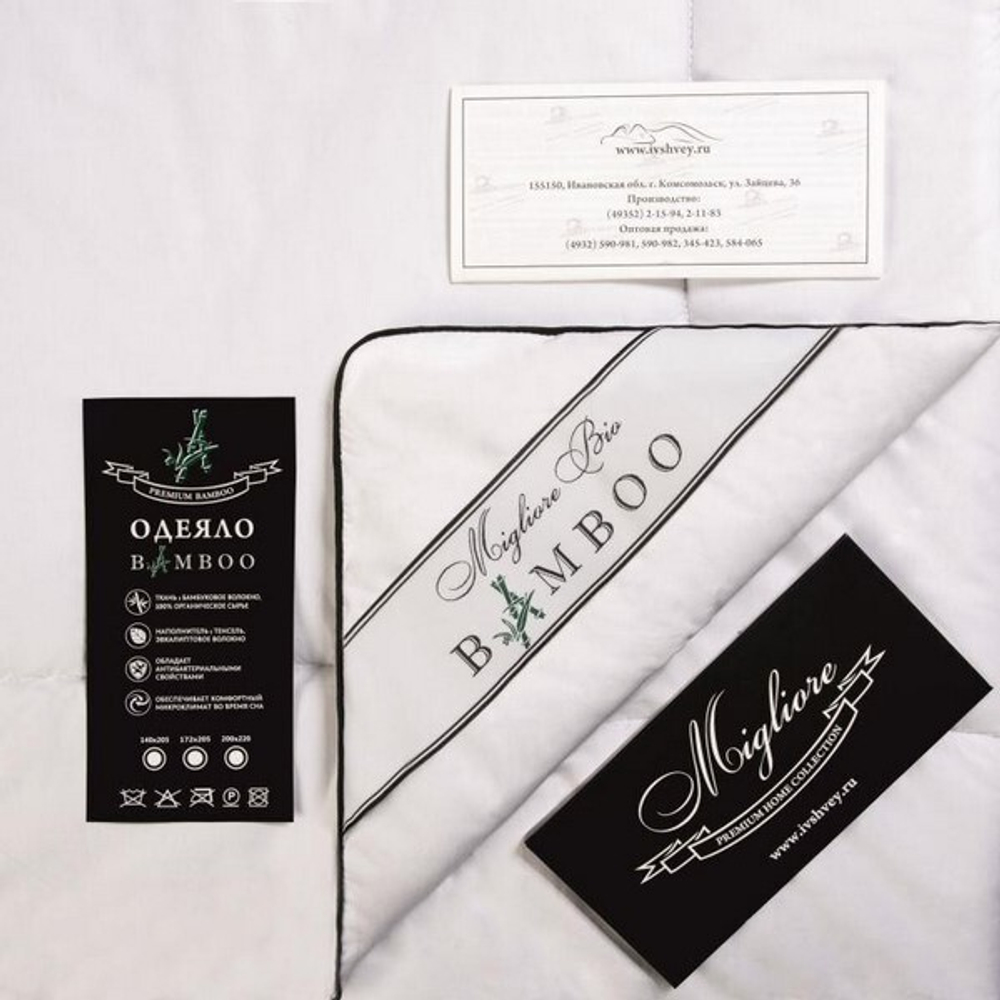 www.ivshvey.ru
155150, Ивановская обл. г. Комсомольск, ул. Зайцева, 36
Производство:
(49352) 2-15-94, 2-11-83
Оптовая продажа:
(4932) 590-981, 590-982, 345-423, 584-065
Migliore Bio
BAMBOO
PREMIUM BAMBOO
ОДЕЯЛО
BAMBOO
ТКАНЬ: БАМБУКОВОЕ ВОЛОКНО,
100% ОРГАНИЧЕСКОЕ СЫРЬЕ
НАПОЛНИТЕЛЬ: ТЕНСЕЛЬ,
ЭВКАЛИПТОВОЕ ВОЛОКНО
ОБЛАДАЕТ
АНТИБАКТЕРИАЛЬНЫМИ
СВОЙСТВАМИ
ОБЕСПЕЧИВАЕТ КОМФОРТНЫЙ
МИКРОКЛИМАТ ВО ВРЕМЯ СНА
140x205 172x205 200x220
P
Migliore
PREMIUM HOME COLLECTION
www.ivshvey.ru